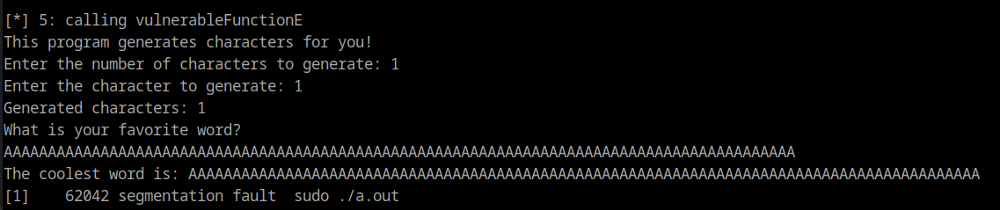 [*] 5: calling vulnerableFunctionE
This program generates characters for you!
Enter the number of characters to generate: 1
Enter the character to generate: 1
Generated characters: 1
What is your favorite word?
AAAAAAAAAAAAAAAAAAAAAAAAAAAAAAAAAAAAAAAAAAAAAAAAAAAAAAAAAAAAAAAAAAAAAAAAAAAAAAAAAAAAAAAAAA
The coolest word is: AAAAAAAAAAAAAAAAAAAAAAAAAAAAAAAAAAAAAAAAAAAAAAAAAAAAAAAAAAAAAAAAAAAAAAAAAAAAAAAAAAAAAAAAAA
[1]    62042 segmentation fault  sudo ./a.out